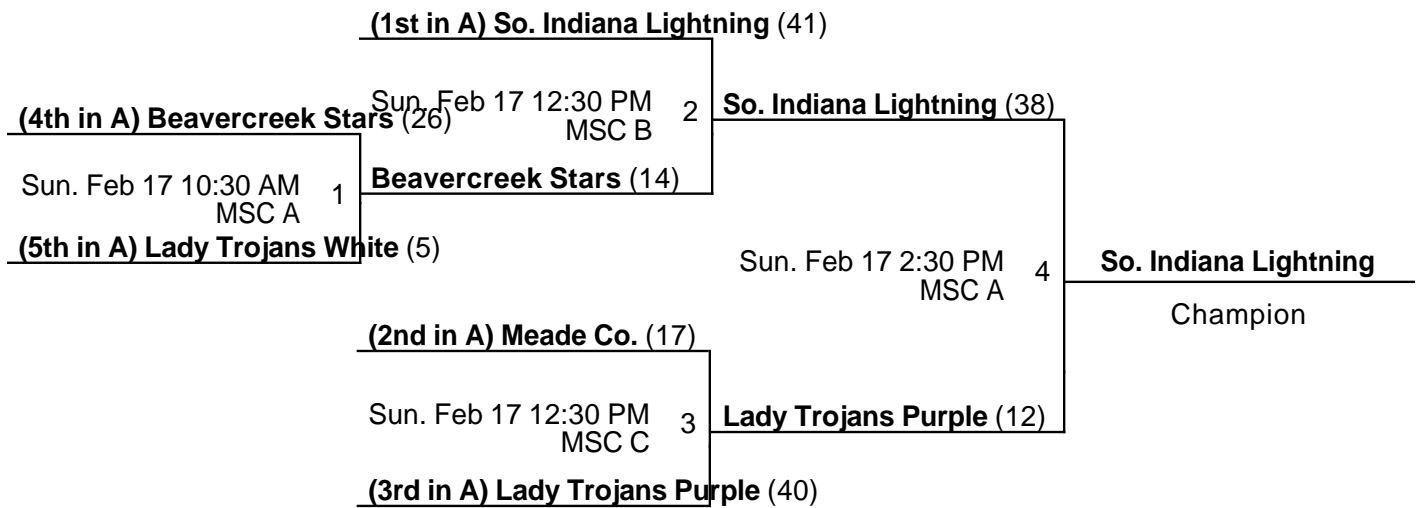 (1st in A) So. Indiana Lightning (41)
(4th in A) Beavercreek Stars (26)
Sun. Feb 17 12:30 PM
MSC B
2
So. Indiana Lightning (38)
Sun. Feb 17 10:30 AM
MSC A
1
Beavercreek Stars (14)
(5th in A) Lady Trojans White (5)
Sun. Feb 17 2:30 PM
MSC A
4
So. Indiana Lightning
Champion
(2nd in A) Meade Co. (17)
Sun. Feb 17 12:30 PM
MSC C
3
Lady Trojans Purple (12)
(3rd in A) Lady Trojans Purple (40)